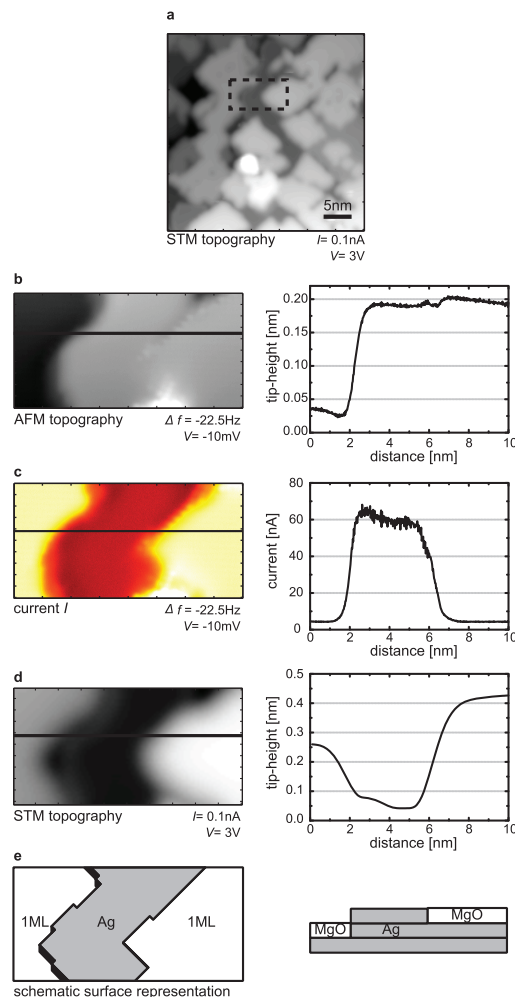 a
5nm
STM topography
I= 0.1nA
V= 3V
b
AFM topography
Δ f = -22.5Hz
V= -10mV
tip-height [nm]
0.20
0.15
0.10
0.05
0.00
0 2 4 6 8 10
distance [nm]
c
current I
Δ f = -22.5Hz
V= -10mV
current [nA]
80
60
40
20
0
0 2 4 6 8 10
distance [nm]
d
STM topography
I= 0.1nA
V= 3V
tip-height [nm]
0.5
0.4
0.3
0.2
0.1
0.0
0 2 4 6 8 10
distance [nm]
e
1ML Ag 1ML
schematic surface representation
MgO
MgO Ag